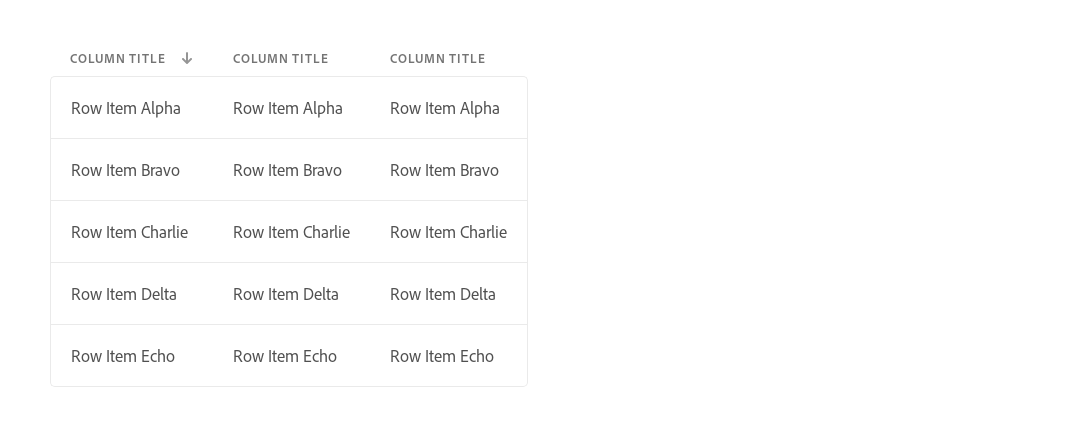 COLUMN TITLE COLUMN TITLE COLUMN TITLE
Row Item Alpha Row Item Alpha Row Item Alpha
Row Item Bravo Row Item Bravo Row Item Bravo
Row Item Charlie Row Item Charlie Row Item Charlie
Row Item Delta Row Item Delta Row Item Delta
Row Item Echo Row Item Echo Row Item Echo